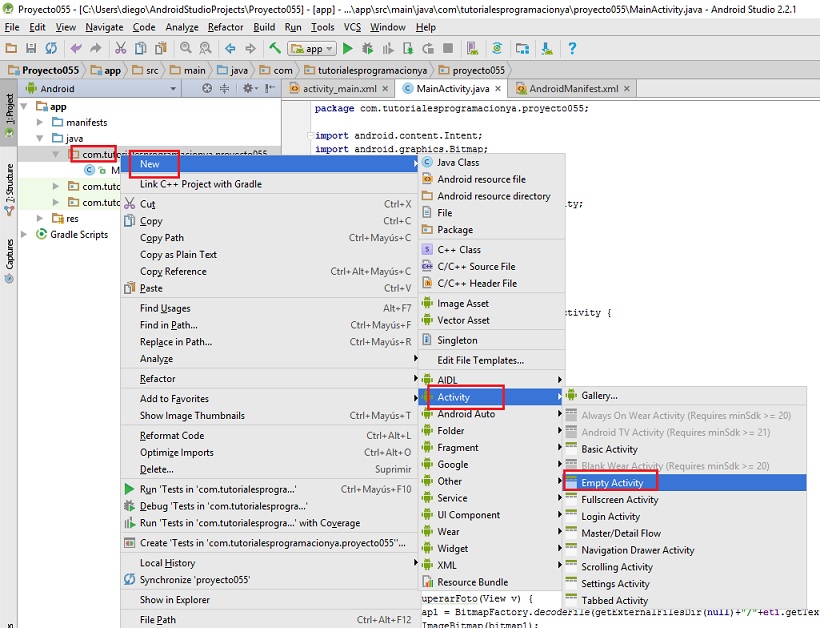 Proyecto055 - [C:\Users\diego\AndroidStudioProjects\Proyecto055] - [app] - ...\app\src\main\java\com\tutorialesprogramacionya\proyecto055\MainActivity.java - Android Studio 2.2.1
File Edit View Navigate Code Analyze Refactor Build Run Tools VCS Window Help
app
Proyecto055 app src main java com tutorialesprogramacionya proyecto055
Android
activity_main.xml MainActivity.java AndroidManifest.xml
1: Project
7: Structure
Captures
app
manifests
java
com.tutorialesprogramacionya.proyecto055
M
com.tuto
com.tuto
res
Gradle Scripts
package com.tutorialesprogramacionya.proyecto055;
import android.content.Intent;
import android.graphics.Bitmap;
ity;
ctivity {
New
Link C++ Project with Gradle
Cut Ctrl+X
Copy Ctrl+C
Copy Path Ctrl+Mayús+C
Copy as Plain Text
Copy Reference Ctrl+Alt+Mayús+C
Paste Ctrl+V
Find Usages Alt+F7
Find in Path... Ctrl+Mayús+F
Replace in Path... Ctrl+Mayús+R
Analyze
Refactor
Add to Favorites
Show Image Thumbnails Ctrl+Mayús+T
Reformat Code Ctrl+Alt+L
Optimize Imports Ctrl+Alt+O
Delete... Suprimir
Run 'Tests in 'com.tutorialesprogra...' Ctrl+Mayús+F10
Debug 'Tests in 'com.tutorialesprogra...'
Run 'Tests in 'com.tutorialesprogra...' with Coverage
Create 'Tests in 'com.tutorialesprogramacionya.proyecto055''...
Local History
Synchronize 'proyecto055'
Show in Explorer
File Path Ctrl+Alt+F12
Java Class
Android resource file
Android resource directory
File
Package
C++ Class
C/C++ Source File
C/C++ Header File
Image Asset
Vector Asset
Singleton
Edit File Templates...
AIDL
Activity
Android Auto
Folder
Fragment
Google
Other
Service
UI Component
Wear
Widget
XML
Resource Bundle
Gallery...
Always On Wear Activity (Requires minSdk >= 20)
Android TV Activity (Requires minSdk >= 21)
Basic Activity
Blank Wear Activity (Requires minSdk >= 20)
Empty Activity
Fullscreen Activity
Login Activity
Master/Detail Flow
Navigation Drawer Activity
Scrolling Activity
Settings Activity
Tabbed Activity
uperarFoto(View v) {
ap1 = BitmapFactory.decodeFile(getExternalFilesDir(null)+"/"+et1.getTex
ImageBitmap(bitmap1);